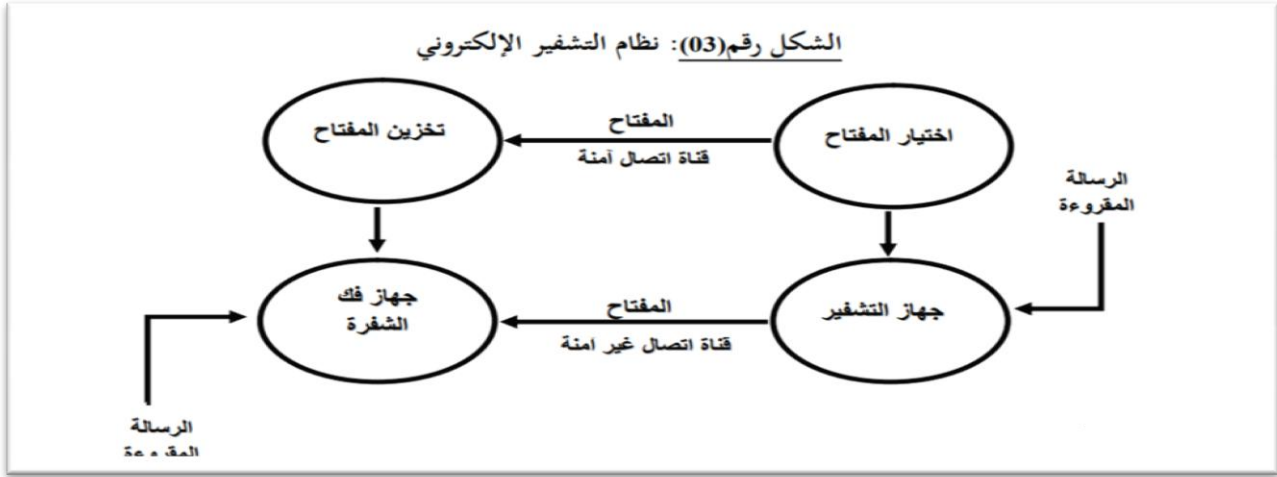 الشكل رقم(03): نظام التشفير الإلكتروني
اختيار المفتاح
المفتاح
قناة اتصال آمنة
تخزين المفتاح
الرسالة
المقروءة
جهاز التشفير
المفتاح
قناة اتصال غير امنة
جهاز فك
الشفرة
الرسالة
المقروءة